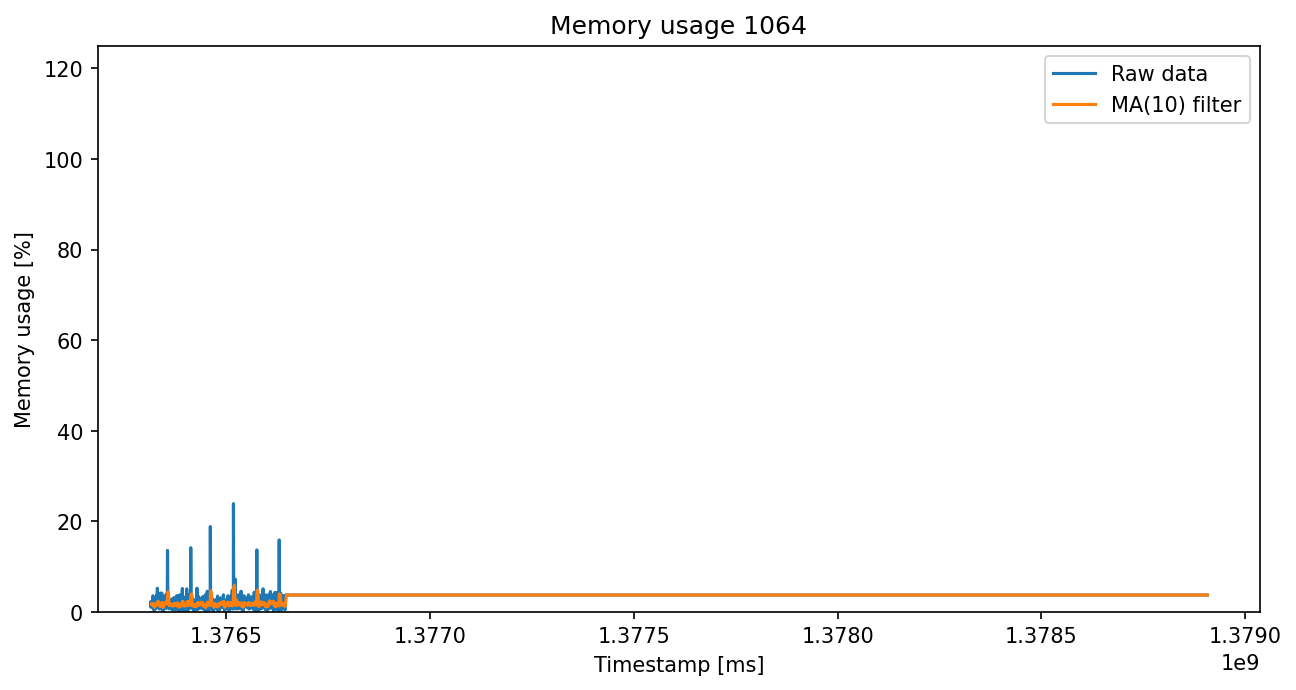 Memory usage 1064
Raw data
MA(10) filter
Memory usage [%]
120
100
80
60
40
20
0
1.3765 1.3770 1.3775 1.3780 1.3785 1.3790
1e9
Timestamp [ms]